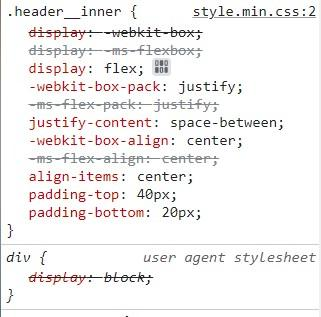 .header__inner { style.min.css:2
display: -webkit-box;
display: -ms-flexbox;
display: flex;
-webkit-box-pack: justify;
-ms-flex-pack: justify;
justify-content: space-between;
-webkit-box-align: center;
-ms-flex-align: center;
align-items: center;
padding-top: 40px;
padding-bottom: 20px;
}
div { user agent stylesheet
display: block;
}